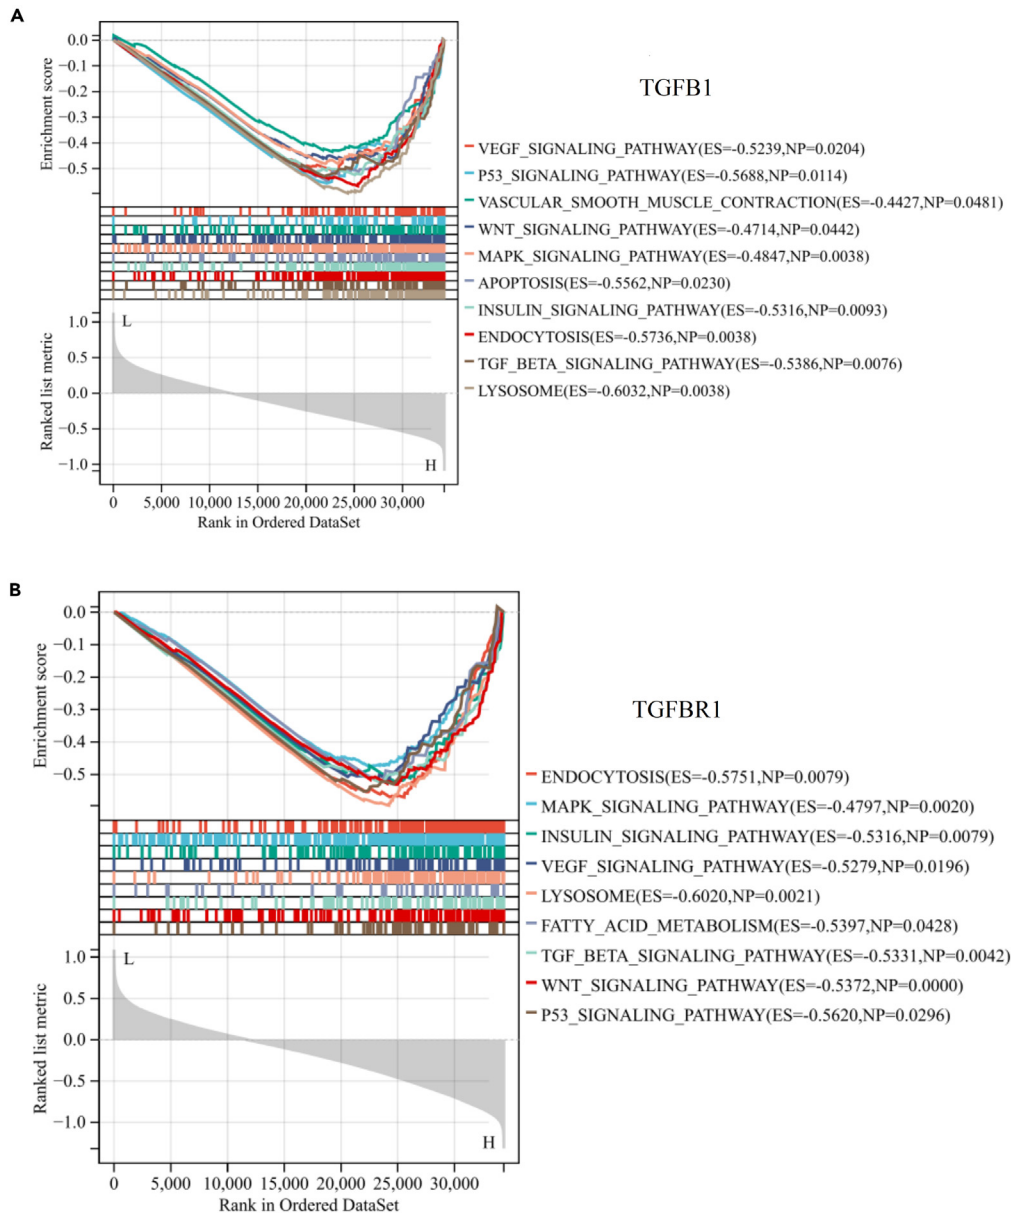 A
Enrichment score
0.0
−0.1
−0.2
−0.3
−0.4
−0.5
TGFB1
VEGF_SIGNALING_PATHWAY(ES=-0.5239,NP=0.0204)
P53_SIGNALING_PATHWAY(ES=-0.5688,NP=0.0114)
VASCULAR_SMOOTH_MUSCLE_CONTRACTION(ES=-0.4427,NP=0.0481)
WNT_SIGNALING_PATHWAY(ES=-0.4714,NP=0.0442)
MAPK_SIGNALING_PATHWAY(ES=-0.4847,NP=0.0038)
APOPTOSIS(ES=-0.5562,NP=0.0230)
INSULIN_SIGNALING_PATHWAY(ES=-0.5316,NP=0.0093)
ENDOCYTOSIS(ES=-0.5736,NP=0.0038)
TGF_BETA_SIGNALING_PATHWAY(ES=-0.5386,NP=0.0076)
LYSOSOME(ES=-0.6032,NP=0.0038)
Ranked list metric
1.0
0.5
0.0
−0.5
−1.0
L
H
0 5,000 10,000 15,000 20,000 25,000 30,000
Rank in Ordered DataSet
B
Enrichment score
0.0
−0.1
−0.2
−0.3
−0.4
−0.5
TGFBR1
ENDOCYTOSIS(ES=-0.5751,NP=0.0079)
MAPK_SIGNALING_PATHWAY(ES=-0.4797,NP=0.0020)
INSULIN_SIGNALING_PATHWAY(ES=-0.5316,NP=0.0079)
VEGF_SIGNALING_PATHWAY(ES=-0.5279,NP=0.0196)
LYSOSOME(ES=-0.6020,NP=0.0021)
FATTY_ACID_METABOLISM(ES=-0.5397,NP=0.0428)
TGF_BETA_SIGNALING_PATHWAY(ES=-0.5331,NP=0.0042)
WNT_SIGNALING_PATHWAY(ES=-0.5372,NP=0.0000)
P53_SIGNALING_PATHWAY(ES=-0.5620,NP=0.0296)
Ranked list metric
1.0
0.5
0.0
−0.5
−1.0
L
H
0 5,000 10,000 15,000 20,000 25,000 30,000
Rank in Ordered DataSet